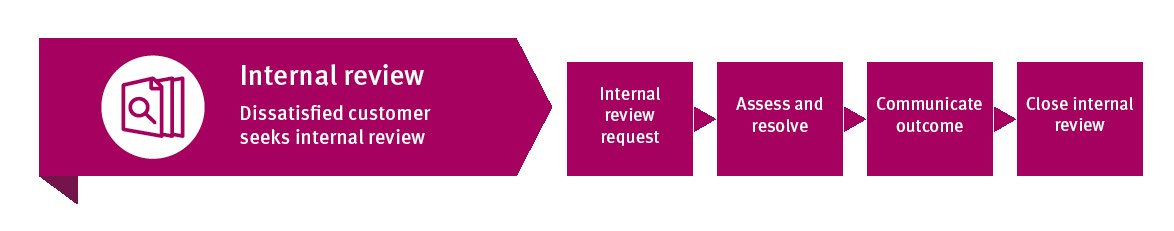 Internal review
Dissatisfied customer
seeks internal review
Internal
review
request
Assess and
resolve
Communicate
outcome
Close internal
review